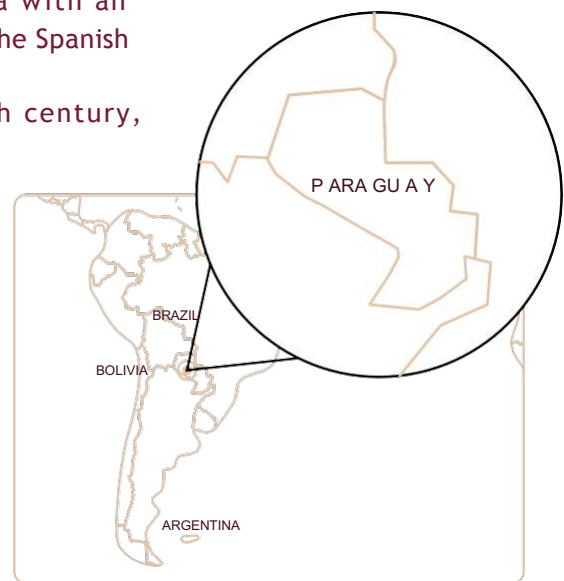 a with an
he Spanish
h century,
P ARA GU A Y
BRAZIL
BOLIVIA
ARGENTINA